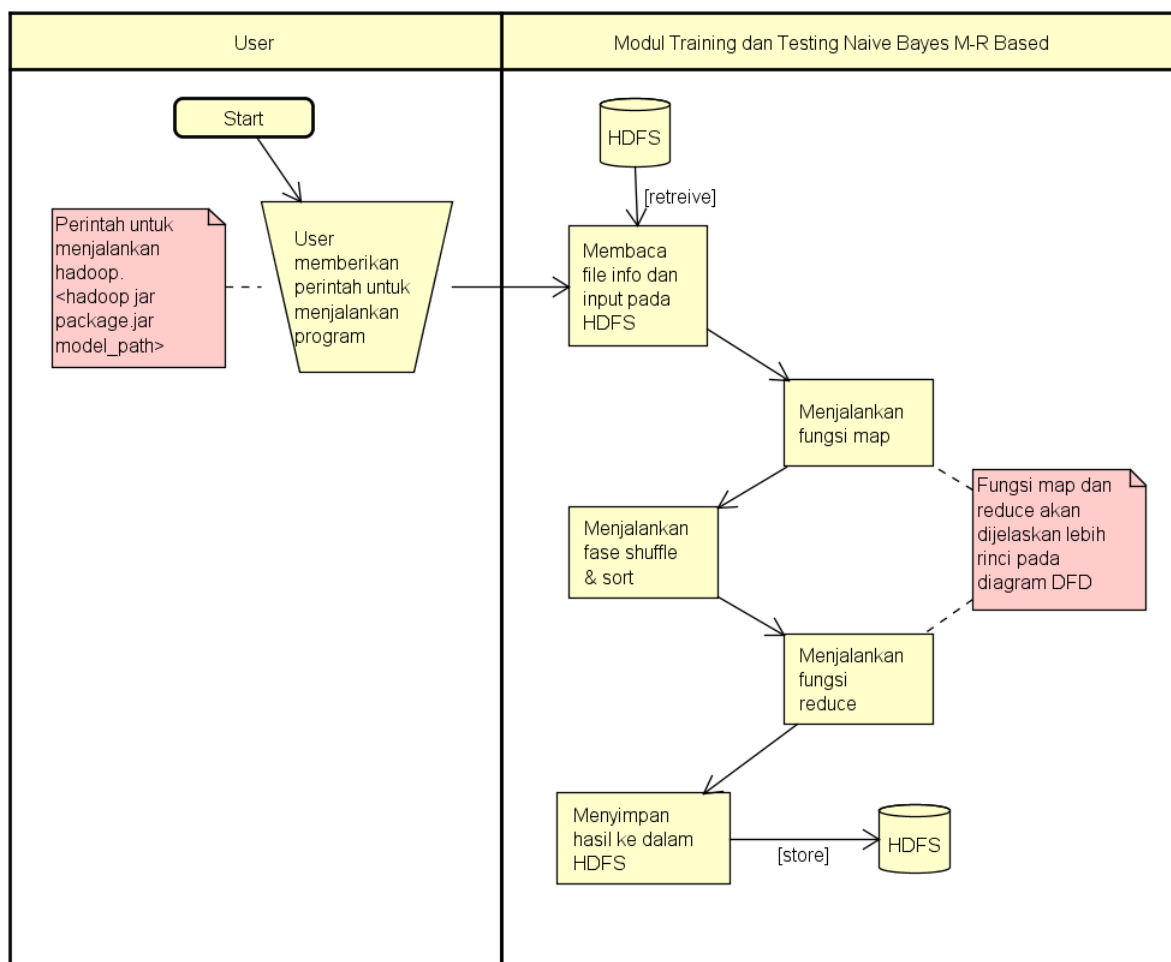 User
Modul Training dan Testing Naive Bayes M-R Based
Start
HDFS
[retreive]
Perintah untuk
menjalankan
hadoop.
<hadoop jar
package.jar
model_path>
User
memberikan
perintah untuk
menjalankan
program
Membaca
file info dan
input pada
HDFS
Menjalankan
fungsi map
Menjalankan
fase shuffle
& sort
Fungsi map dan
reduce akan
dijelaskan lebih
rinci pada
diagram DFD
Menjalankan
fungsi
reduce
Menyimpan
hasil ke dalam
HDFS
[store]
HDFS